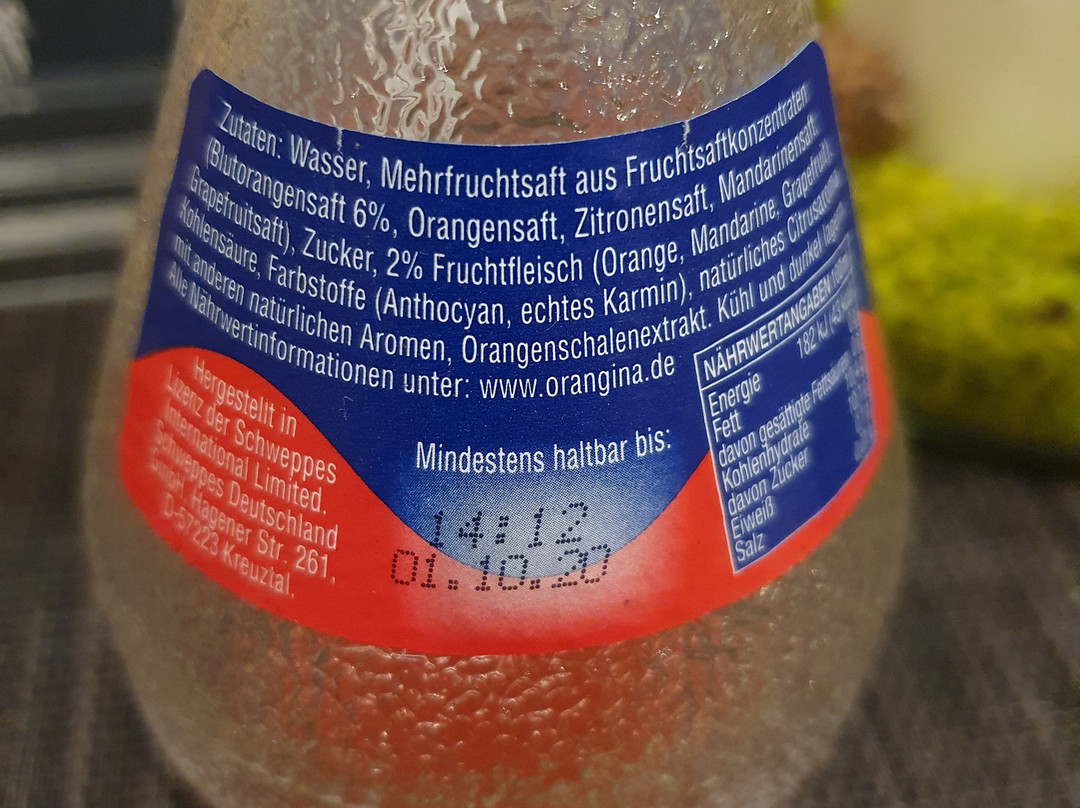 Zutaten: Wasser, Mehrfruchtsaft aus Fruchtsaftkonzentraten
(Blutorangensaft 6%, Orangensaft, Zitronensaft, Mandarinensaft,
Grapefruitsaft), Zucker, 2% Fruchtfleisch (Orange, Mandarine, Grapefruit),
Kohlensäure, Farbstoffe (Anthocyan, echtes Karmin), natürliches
mit anderen natürlichen Aromen, Orangenschalenextrakt. Kühl und dunkel lagern.
Alle Nährwertinformationen unter: www.orangina.de
Hergestellt in
Lizenz der Schweppes
International Limited.
Schweppes Deutschland
GmbH, Hagener Str. 261,
D-57223 Kreuztal.
Mindestens haltbar bis:
14:12
01.10.20
NÄHRWERTANGABEN
Energie 182 kJ
Fett
davon gesättigte
Kohlenhydrate
davon Zucker
Eiweiß
Salz